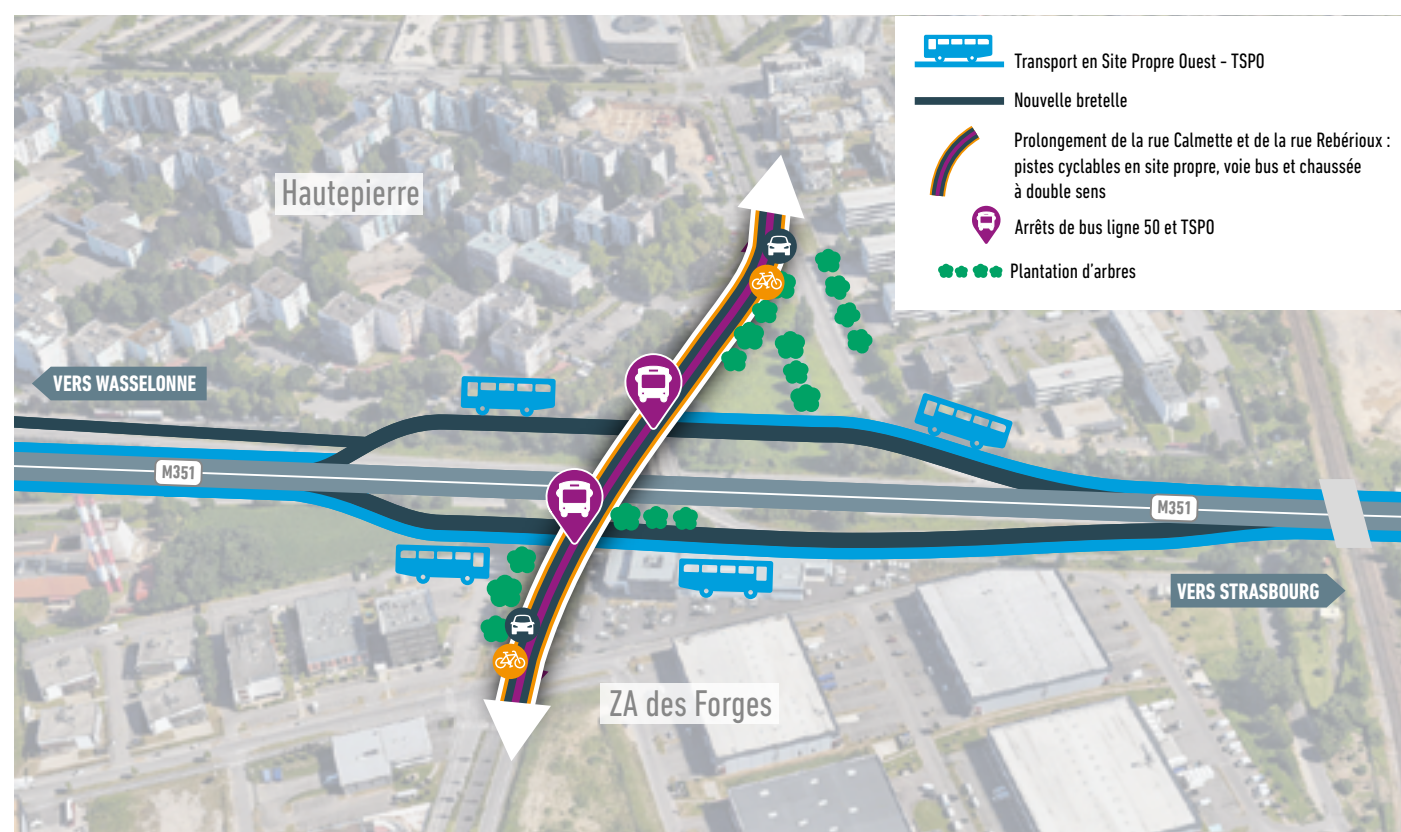 Transport en Site Propre Ouest - TSPO
Nouvelle bretelle
Prolongement de la rue Calmette et de la rue Rebérioux :
pistes cyclables en site propre, voie bus et chaussée
à double sens
Arrêts de bus ligne 50 et TSPO
Plantation d'arbres
Hautepierre
VERS WASSELONNE
M351
M351
VERS STRASBOURG
ZA des Forges